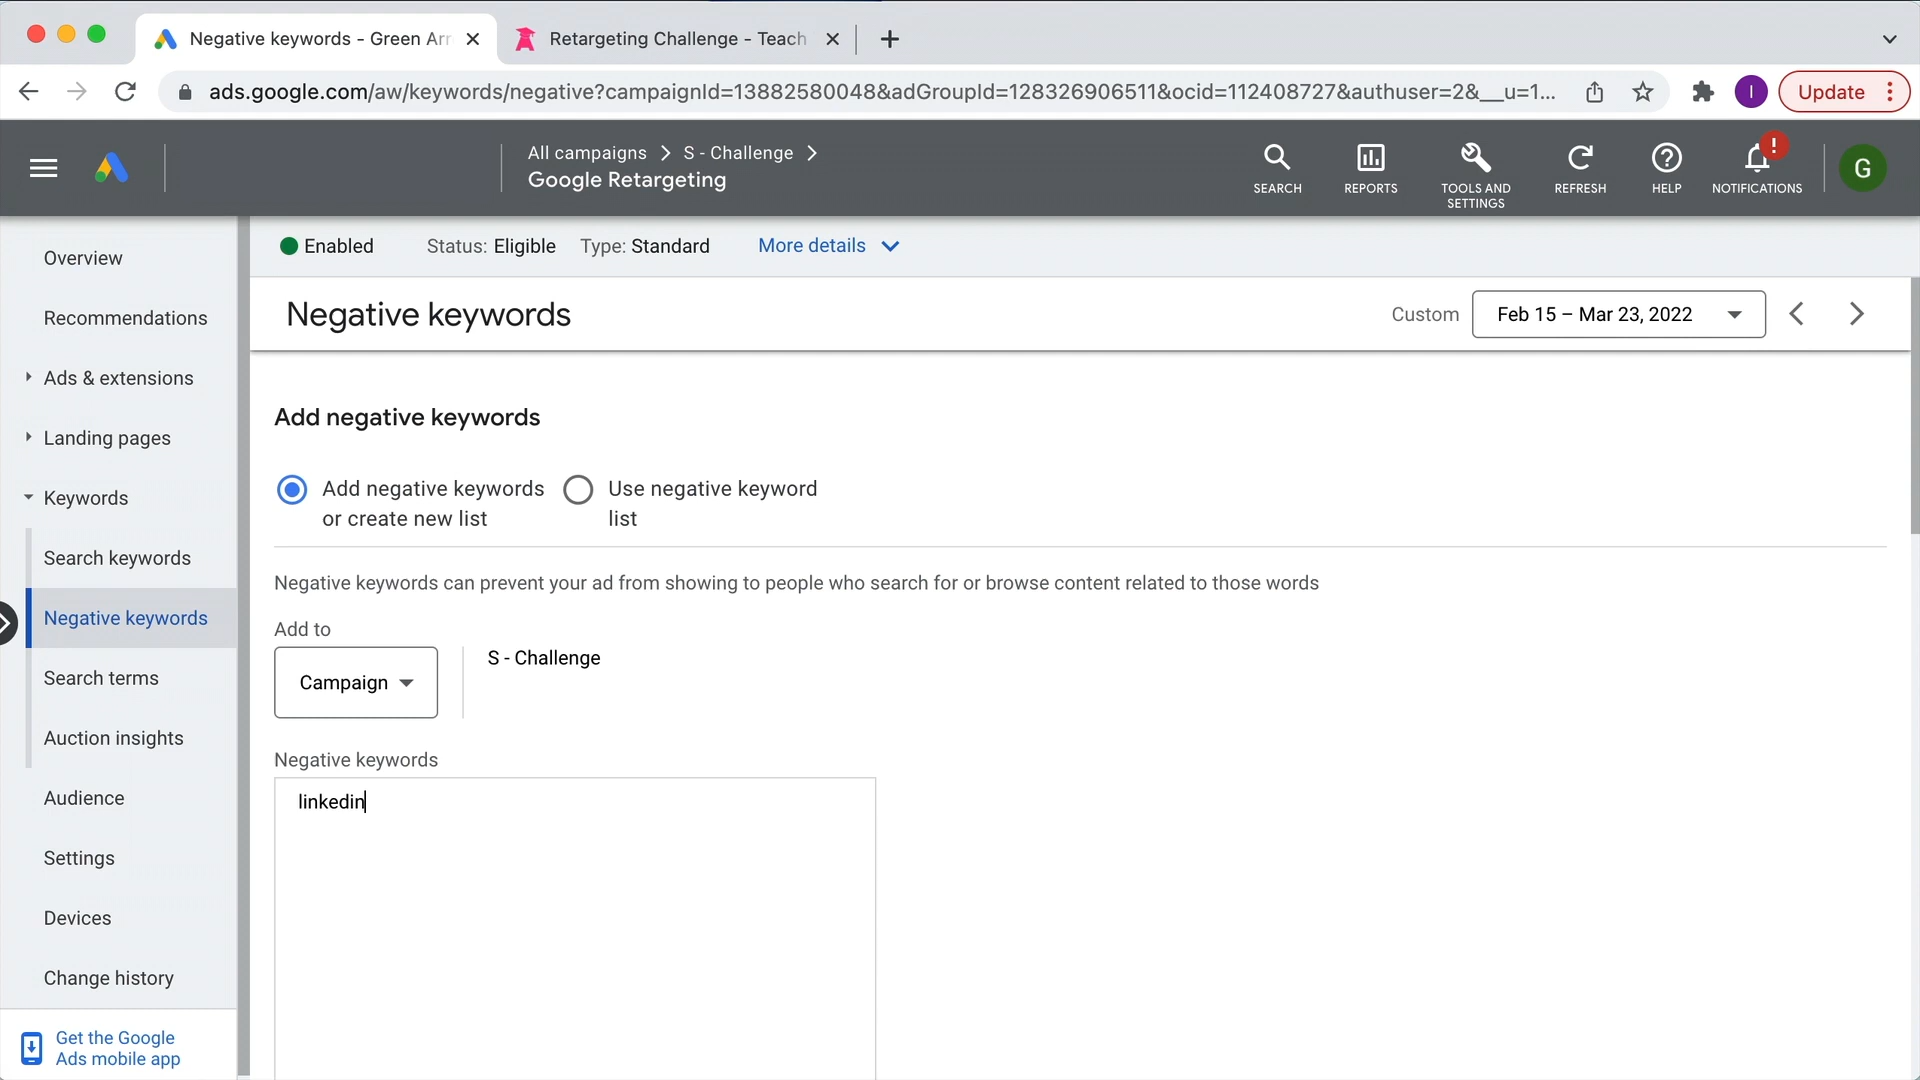 Negative keywords - Green Arr
Retargeting Challenge - Teach
ads.google.com/aw/keywords/negative?campaignId=13882580048&adGroupId=128326906511&ocid=112408727&authuser=2&__u=1...
I
Update
All campaigns > S - Challenge >
Google Retargeting
SEARCH
REPORTS
TOOLS AND
SETTINGS
REFRESH
HELP
!
NOTIFICATIONS
G
Overview
Recommendations
Ads & extensions
Landing pages
Keywords
Search keywords
Negative keywords
Search terms
Auction insights
Audience
Settings
Devices
Change history
Get the Google
Ads mobile app
Enabled Status: Eligible Type: Standard More details
Negative keywords
Custom Feb 15 – Mar 23, 2022
Add negative keywords
Add negative keywords
or create new list
Use negative keyword
list
Negative keywords can prevent your ad from showing to people who search for or browse content related to those words
Add to
Campaign
S - Challenge
Negative keywords
linkedin